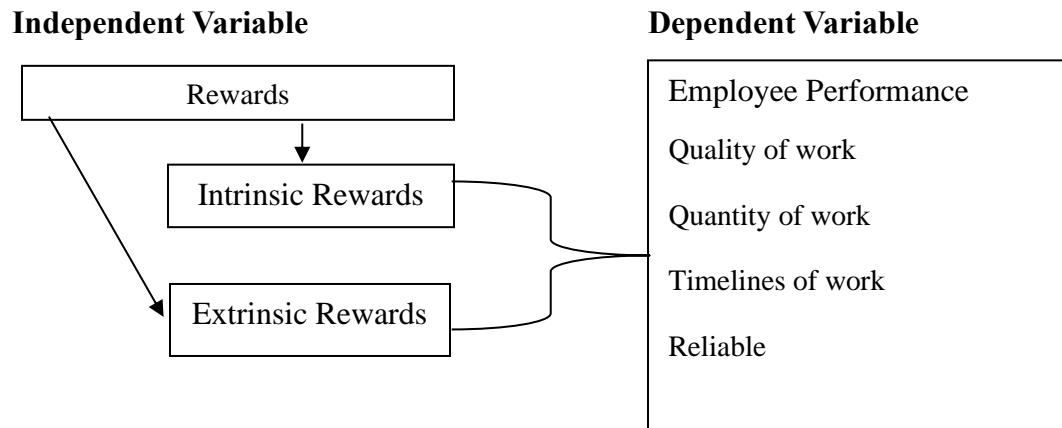 Independent Variable
Dependent Variable
Rewards
Intrinsic Rewards
Extrinsic Rewards
Employee Performance
Quality of work
Quantity of work
Timelines of work
Reliable